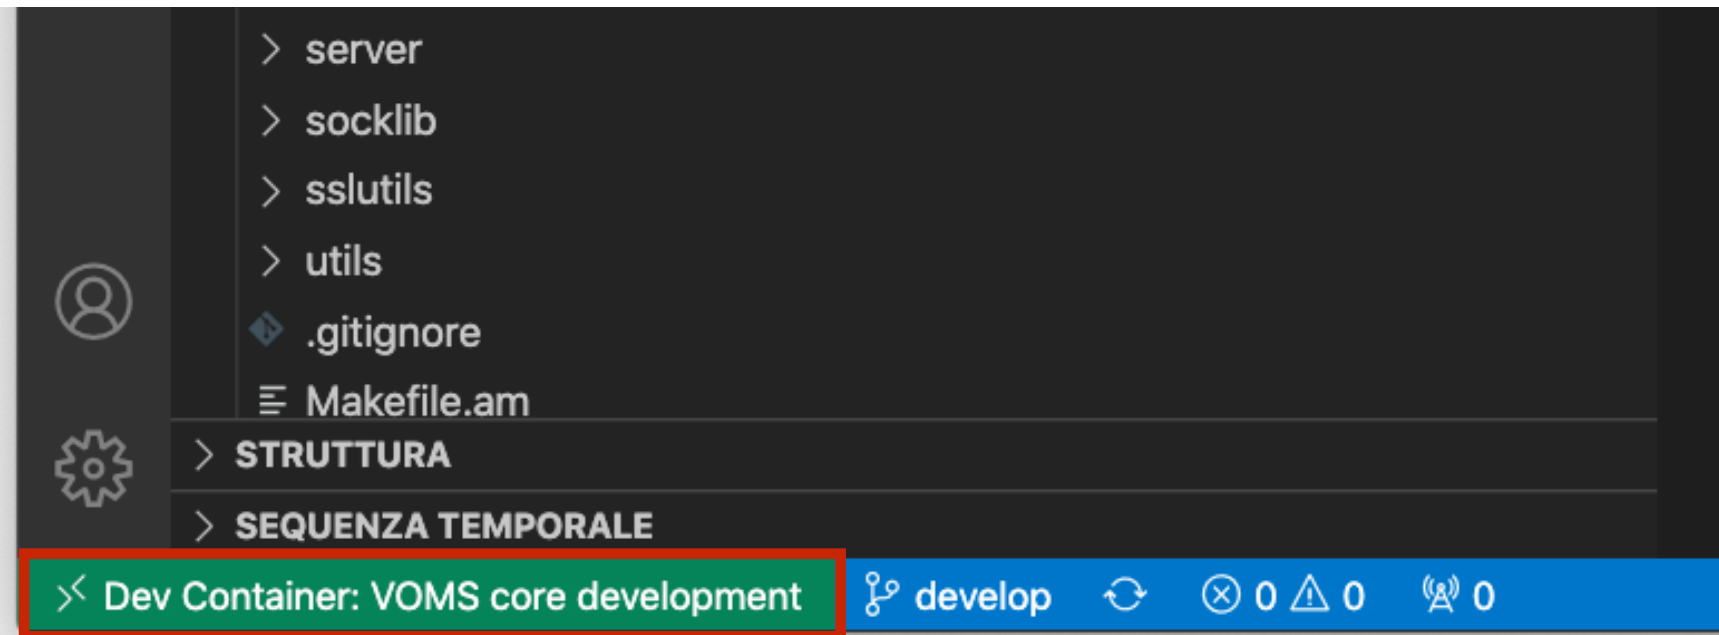 server
socklib
sslutils
utils
.gitignore
Makefile.am
STRUTTURA
SEQUENZA TEMPORALE
Dev Container: VOMS core development develop 0 0 0